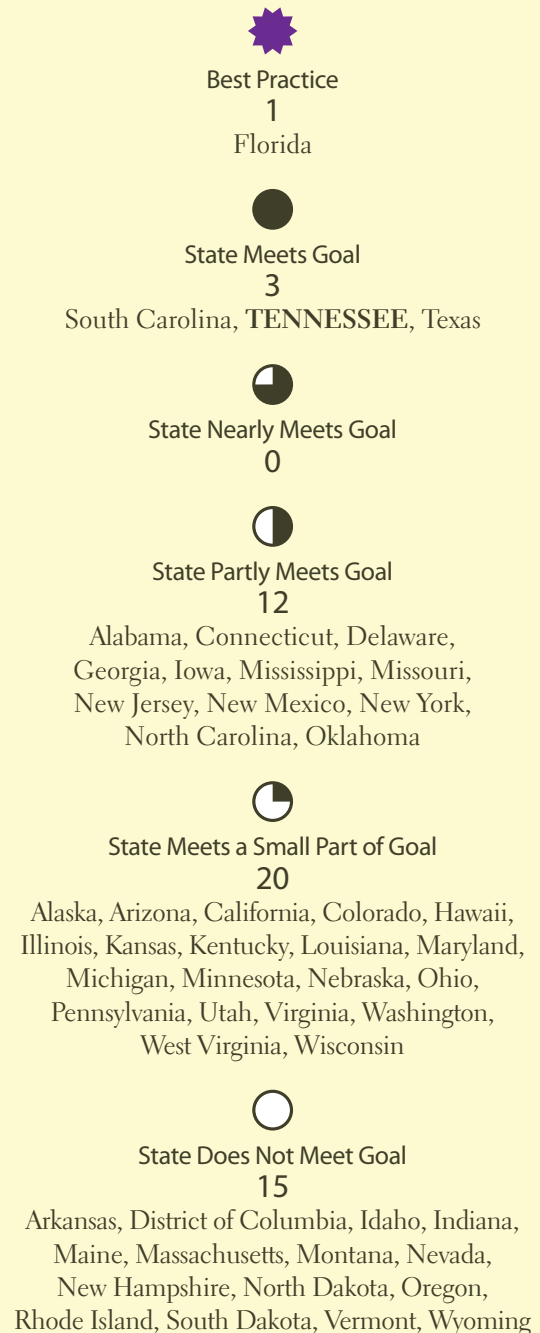 Best Practice
1
Florida
State Meets Goal
3
South Carolina, TENNESSEE, Texas
State Nearly Meets Goal
0
State Partly Meets Goal
12
Alabama, Connecticut, Delaware,
Georgia, Iowa, Mississippi, Missouri,
New Jersey, New Mexico, New York,
North Carolina, Oklahoma
State Meets a Small Part of Goal
20
Alaska, Arizona, California, Colorado, Hawaii,
Illinois, Kansas, Kentucky, Louisiana, Maryland,
Michigan, Minnesota, Nebraska, Ohio,
Pennsylvania, Utah, Virginia, Washington,
West Virginia, Wisconsin
State Does Not Meet Goal
15
Arkansas, District of Columbia, Idaho, Indiana,
Maine, Massachusetts, Montana, Nevada,
New Hampshire, North Dakota, Oregon,
Rhode Island, South Dakota, Vermont, Wyoming